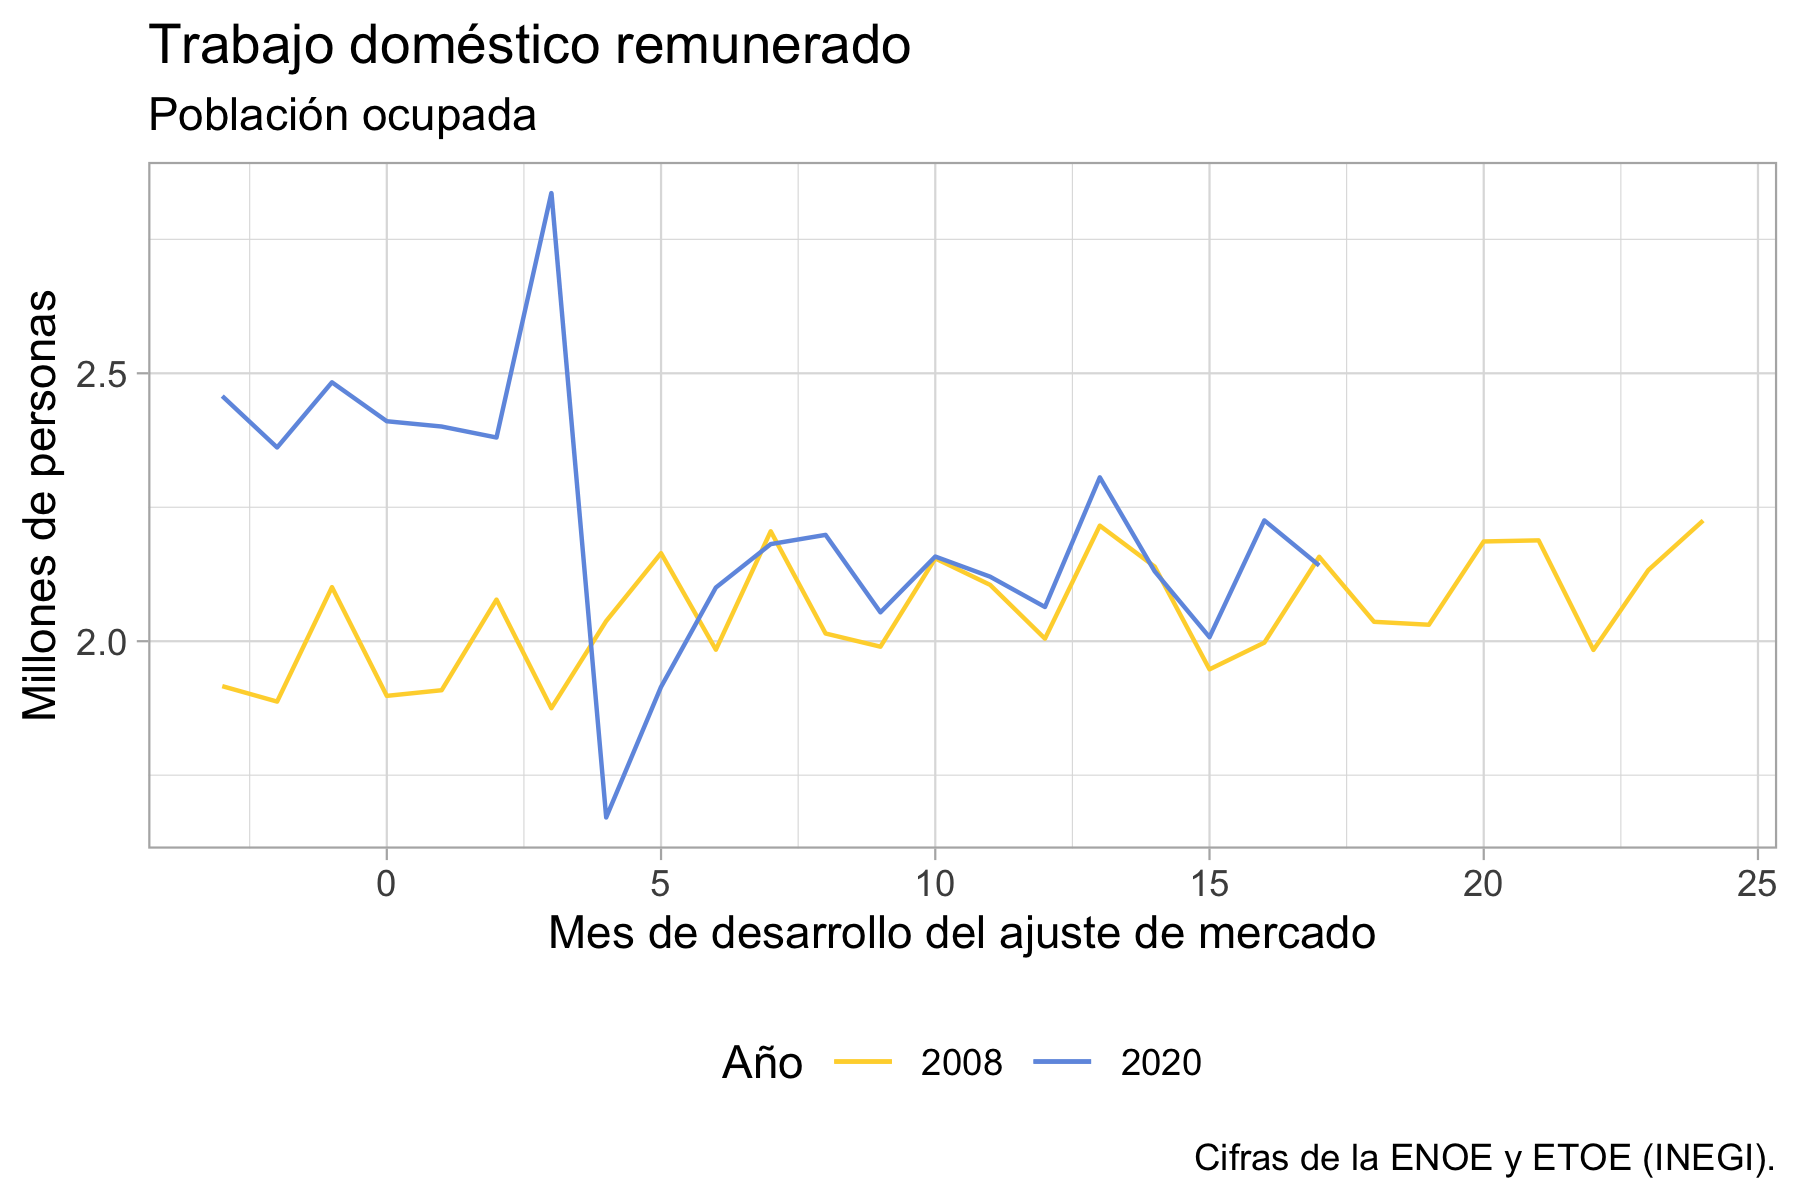 Trabajo doméstico remunerado
Población ocupada
Millones de personas
2.5
2.0
0 5 10 15 20 25
Mes de desarrollo del ajuste de mercado
Año 2008 2020
Cifras de la ENOE y ETOE (INEGI).